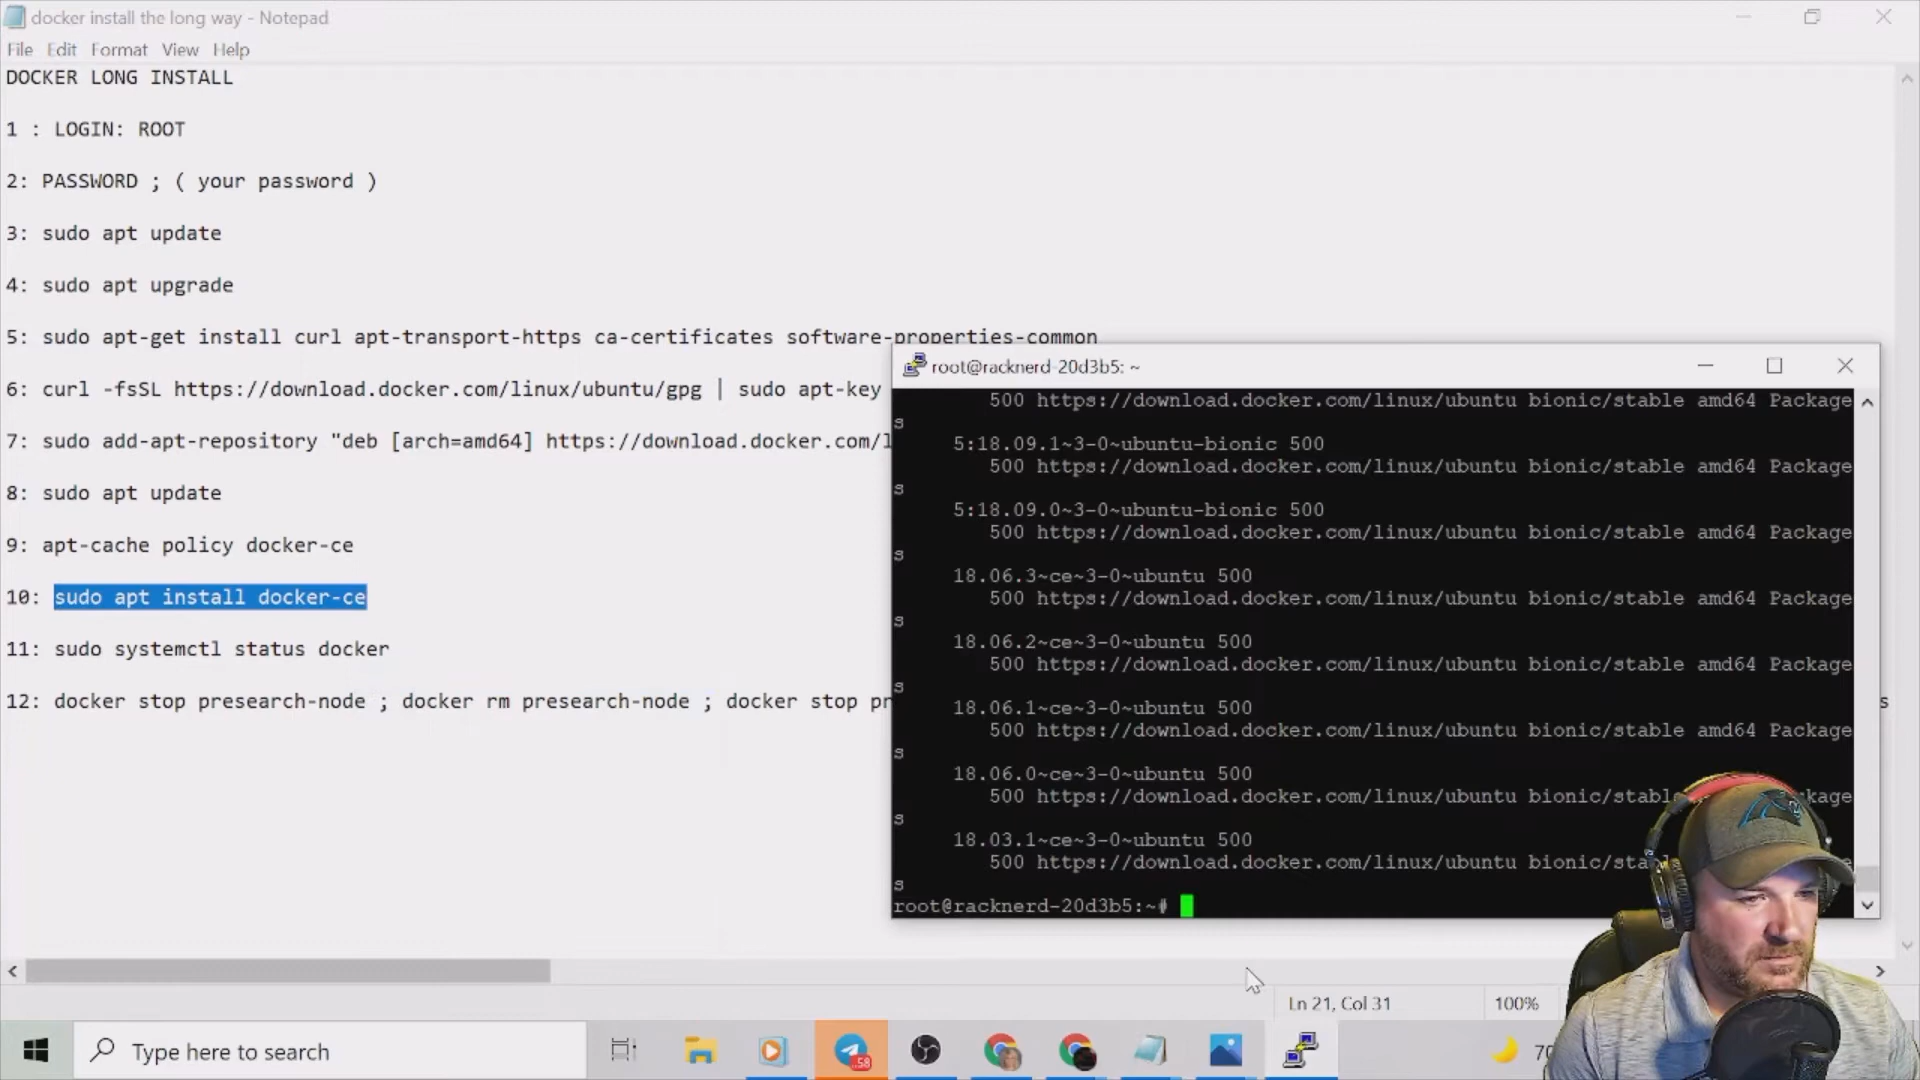 docker install the long way - Notepad
File Edit Format View Help
DOCKER LONG INSTALL
1 : LOGIN: ROOT
2: PASSWORD ; ( your password )
3: sudo apt update
4: sudo apt upgrade
5: sudo apt-get install curl apt-transport-https ca-certificates software-properties-common
6: curl -fsSL https://download.docker.com/linux/ubuntu/gpg | sudo apt-key
7: sudo add-apt-repository "deb [arch=amd64] https://download.docker.com/l
8: sudo apt update
9: apt-cache policy docker-ce
10: sudo apt install docker-ce
11: sudo systemctl status docker
12: docker stop presearch-node ; docker rm presearch-node ; docker stop pr
s
root@racknerd-20d3b5: ~
500 https://download.docker.com/linux/ubuntu bionic/stable amd64 Package
s
5:18.09.1~3-0~ubuntu-bionic 500
500 https://download.docker.com/linux/ubuntu bionic/stable amd64 Package
s
5:18.09.0~3-0~ubuntu-bionic 500
500 https://download.docker.com/linux/ubuntu bionic/stable amd64 Package
s
18.06.3~ce~3-0~ubuntu 500
500 https://download.docker.com/linux/ubuntu bionic/stable amd64 Package
s
18.06.2~ce~3-0~ubuntu 500
500 https://download.docker.com/linux/ubuntu bionic/stable amd64 Package
s
18.06.1~ce~3-0~ubuntu 500
500 https://download.docker.com/linux/ubuntu bionic/stable amd64 Package
s
18.06.0~ce~3-0~ubuntu 500
500 https://download.docker.com/linux/ubuntu bionic/stabl kage
s
18.03.1~ce~3-0~ubuntu 500
500 https://download.docker.com/linux/ubuntu bionic/sta ke
s
root@racknerd-20d3b5:~#
Ln 21, Col 31 100%
Type here to search
58
70